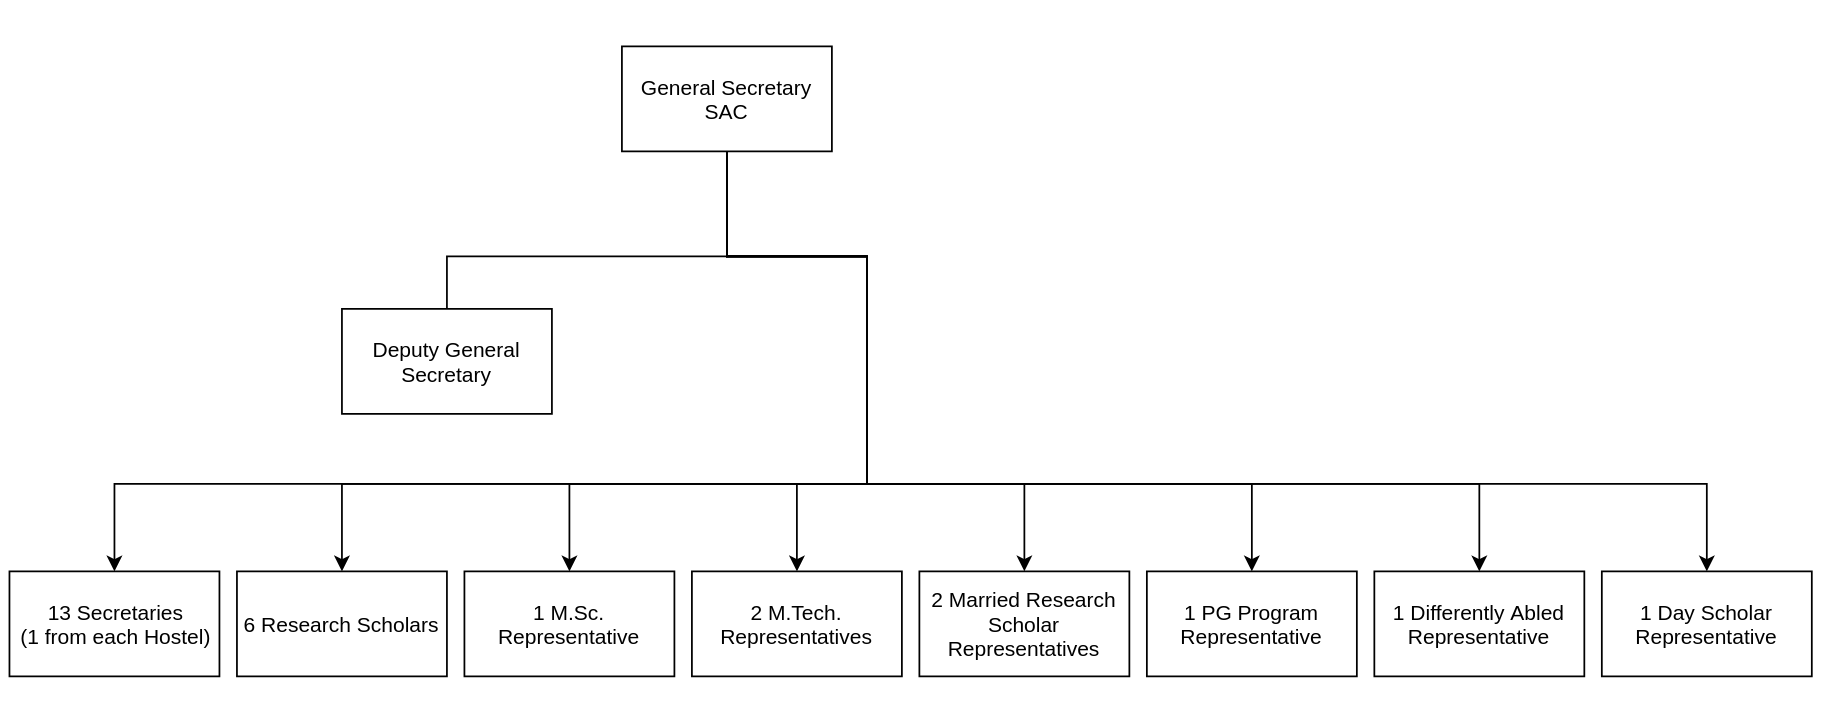 General Secretary
SAC
Deputy General
Secretary
13 Secretaries
(1 from each Hostel)
6 Research Scholars
1 M.Sc.
Representative
2 M.Tech.
Representatives
2 Married Research
Scholar
Representatives
1 PG Program
Representative
1 Differently Abled
Representative
1 Day Scholar
Representative